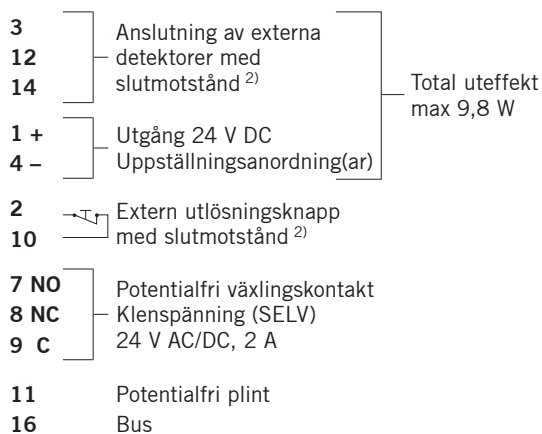 3
12
14
Anslutning av externa
detektorer med
slutmotstånd 2)
1 +
4 –
Utgång 24 V DC
Uppställningsanordning(ar)
Total uteffekt
max 9,8 W
2
10
Extern utlösningsknapp
med slutmotstånd 2)
7 NO
8 NC
9 C
Potentialfri växlingskontakt
Klenspänning (SELV)
24 V AC/DC, 2 A
11 Potentialfri plint
16 Bus